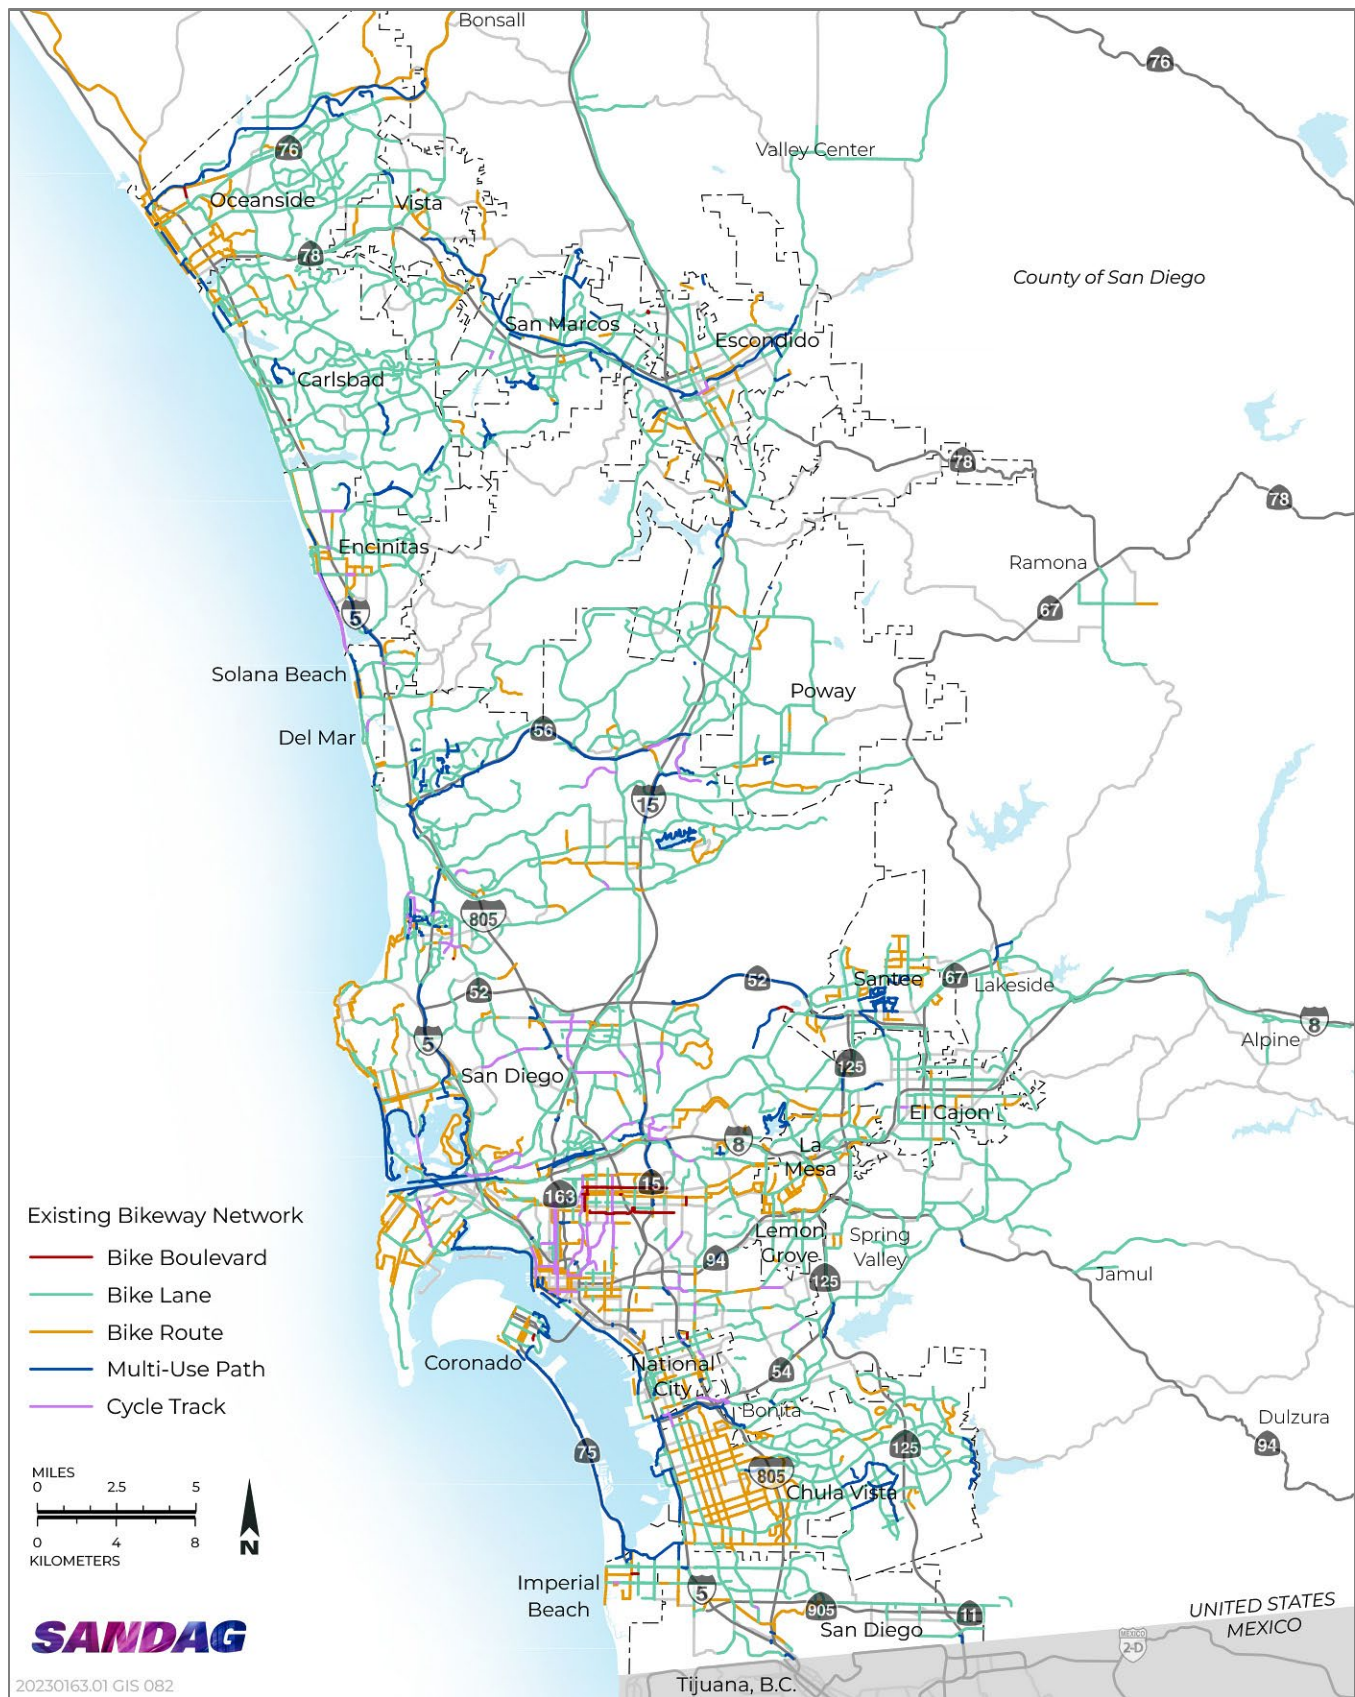 Bonsall
76
Valley Center
76
Oceanside
Vista
78
County of San Diego
San Marcos
Escondido
Carlsbad
78
78
Encinitas
Ramona
5
67
Solana Beach
Poway
Del Mar
56
15
805
Santee
67
Lakeside
52
52
8
5
Alpine
125
San Diego
El Cajon
8
La
Mesa
15
163
Existing Bikeway Network
Bike Boulevard
Bike Lane
Bike Route
Multi-Use Path
Cycle Track
Lemon
Grove
Spring
Valley
94
125
Jamul
Coronado
National
City
54
Bonita
Dulzura
94
75
125
805
Chula Vista
MILES
0 2.5 5
0 4 8
KILOMETERS
N
Imperial
Beach
5
905
11
San Diego
UNITED STATES
MEXICO
MEXICO
2-D
SANDAG
20230163.01 GIS 082
Tijuana, B.C.